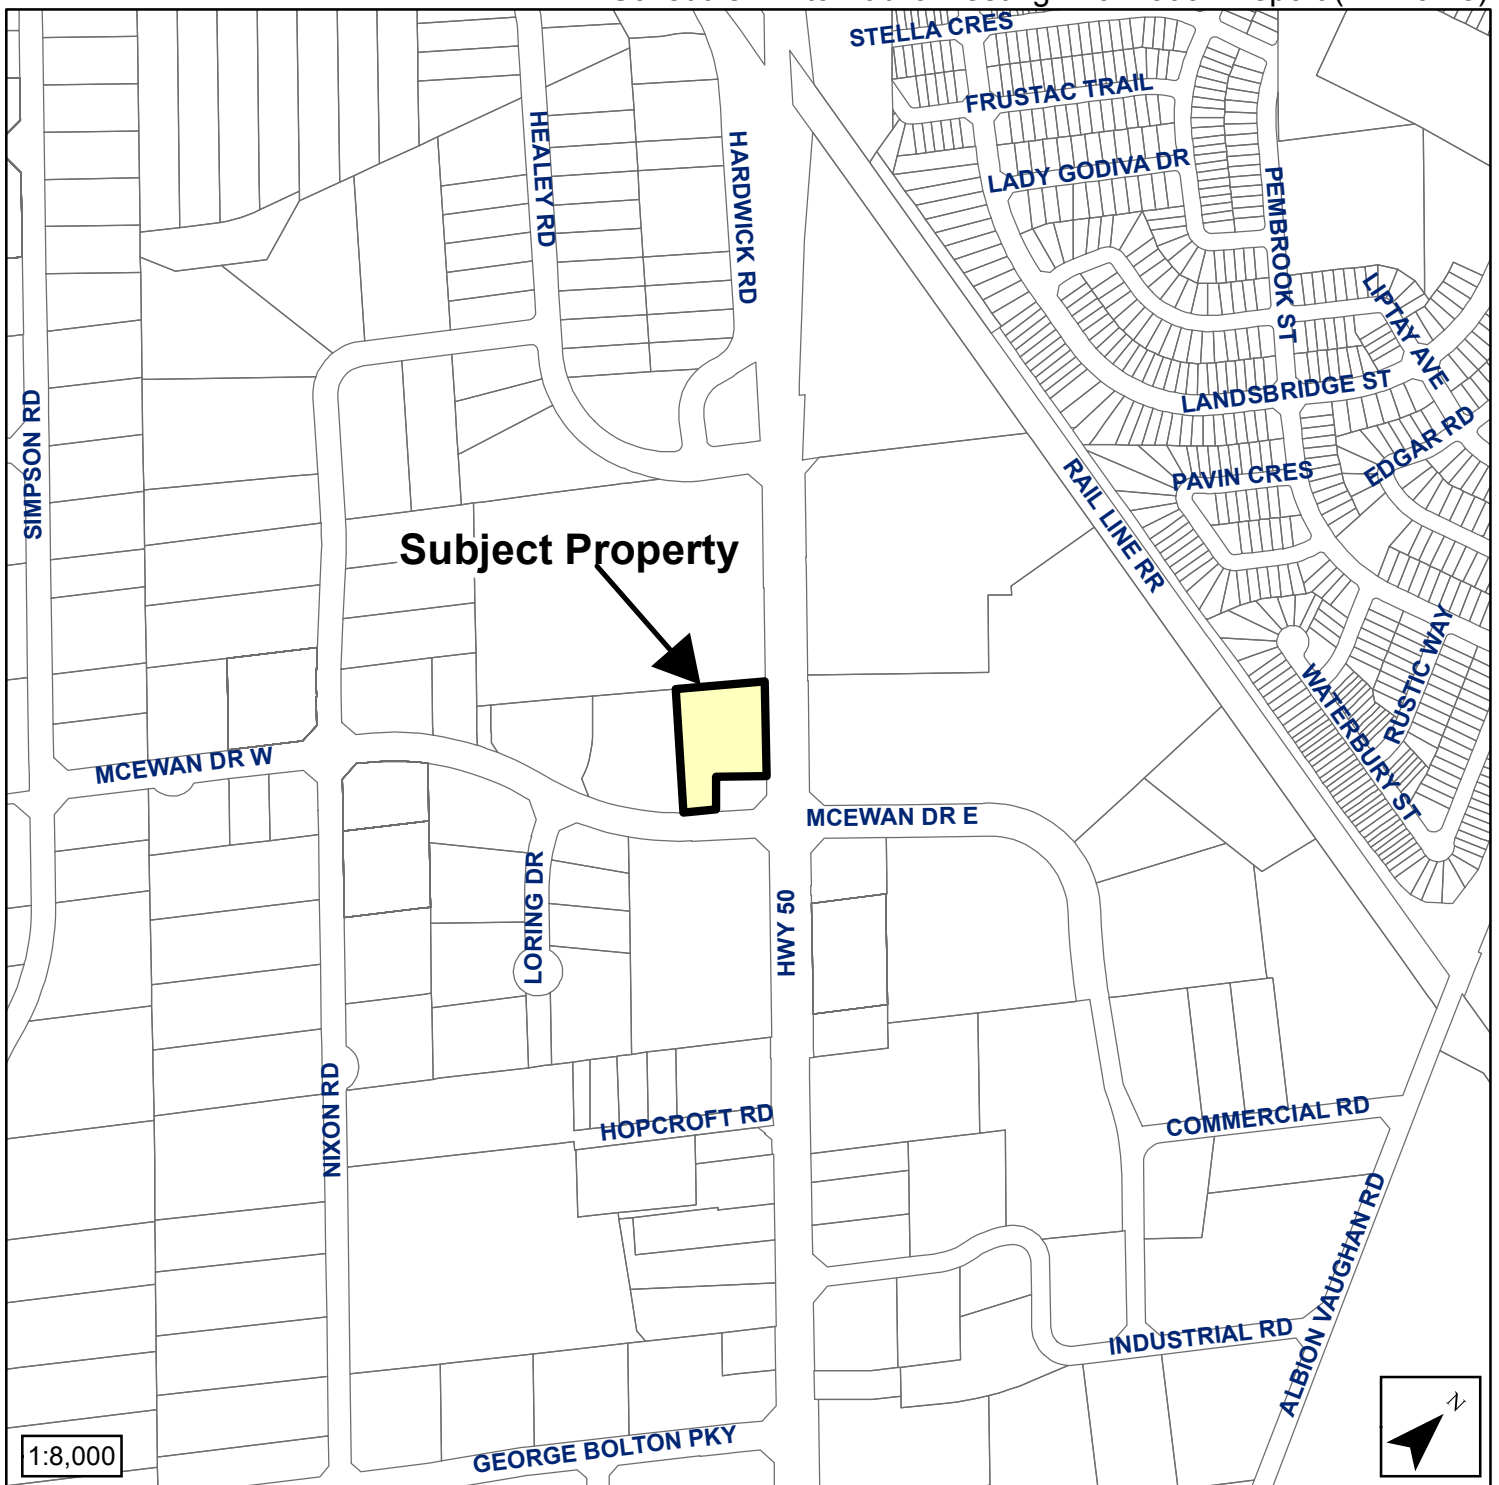 STELLA CRES
FRUSTAC TRAIL
LADY GODIVA DR
HEALEY RD
HARDWICK RD
PEMBROOK ST
LIPTAY AVE
LANDSBRIDGE ST
EDGAR RD
PAVIN CRES
SIMPSON RD
RAIL LINE RR
Subject Property
RUSTIC WAY
WATERBURY ST
MCEWAN DR W
MCEWAN DR E
LORING DR
HWY 50
NIXON RD
HOPCROFT RD
COMMERCIAL RD
ALBION VAUGHAN RD
INDUSTRIAL RD
GEORGE BOLTON PKY
1:8,000
N